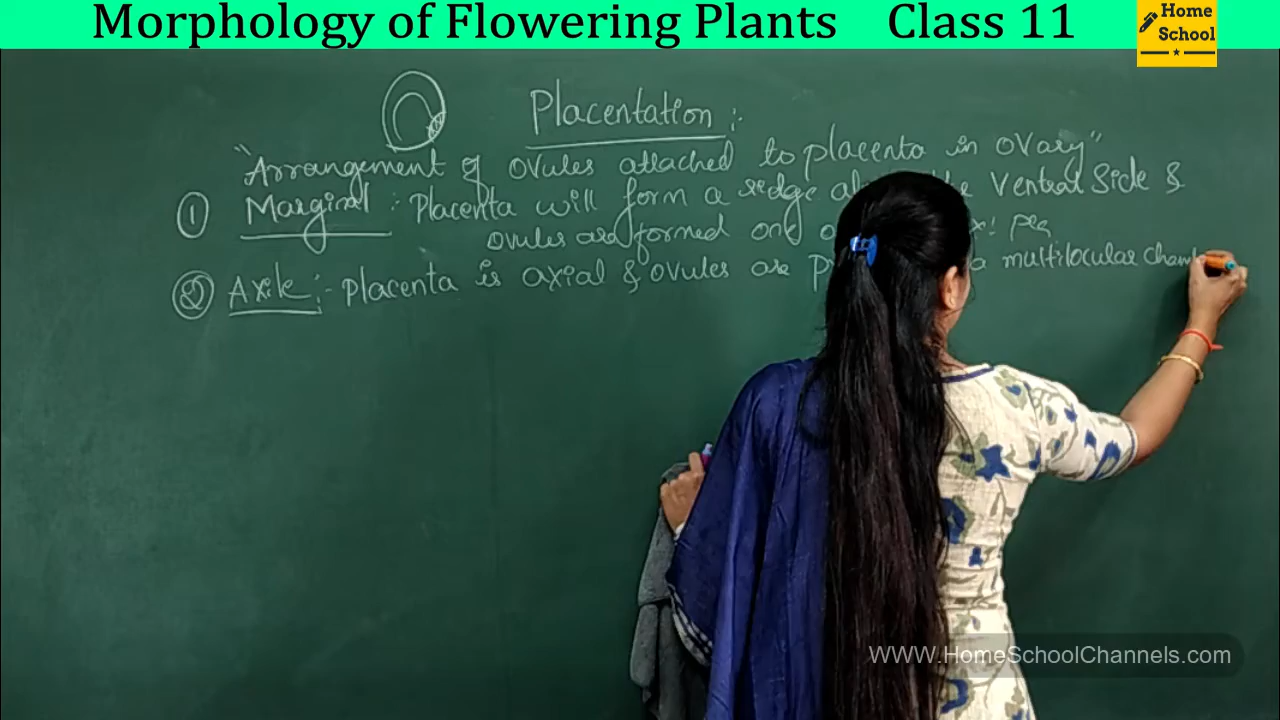 Morphology of Flowering Plants Class 11
Home School
Placentation :-
"Arrangement of ovules attached to placenta in ovary"
① Marginal :- Placenta will form a ridge the Ventral Side &
ovules are formed on ex: Pea
② Axile :- Placenta is axial & ovules are a multilocular
WWW.HomeSchoolChannels.com